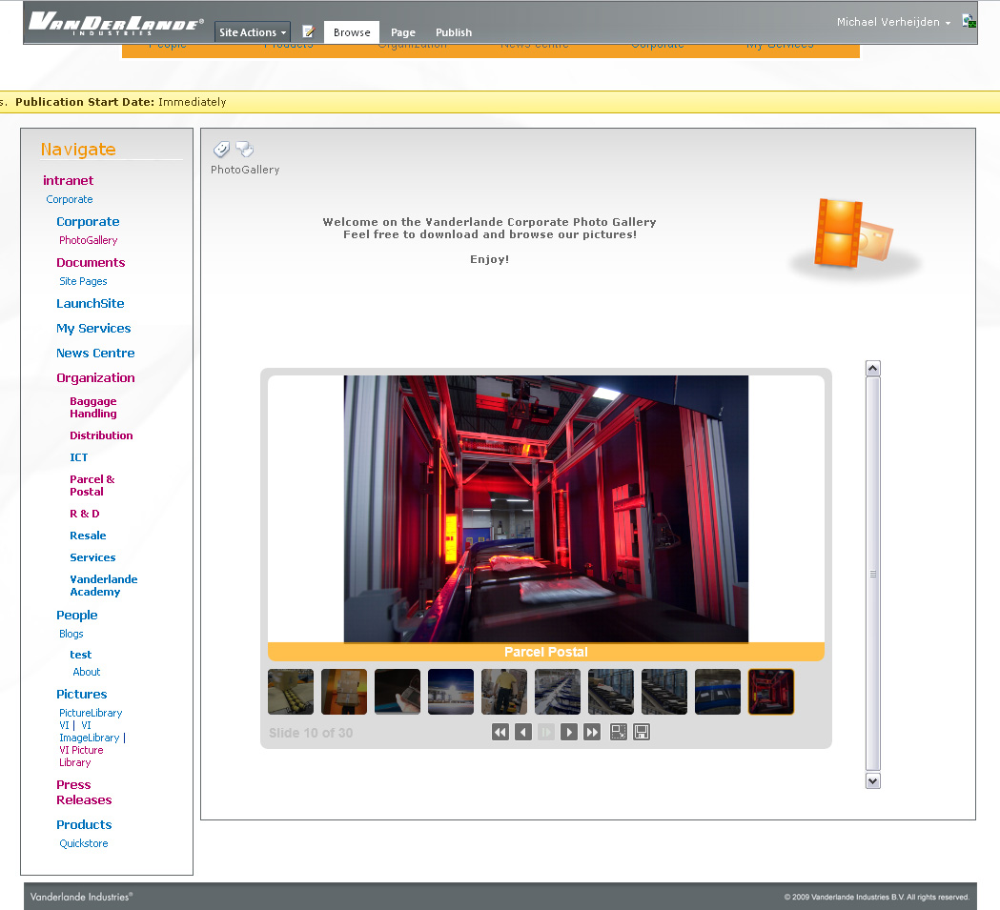 VANDERLANDE®
INDUSTRIES
Site Actions
Browse
Page
Publish
Michael Verheijden
People
Products
Organization
News Centre
Corporate
My Services
s. Publication Start Date: Immediately
Navigate
intranet
Corporate
Corporate
PhotoGallery
Documents
Site Pages
LaunchSite
My Services
News Centre
Organization
Baggage
Handling
Distribution
ICT
Parcel &
Postal
R & D
Resale
Services
Vanderlande
Academy
People
Blogs
test
About
Pictures
PictureLibrary
VI | VI
ImageLibrary |
VI Picture
Library
Press
Releases
Products
Quickstore
PhotoGallery
Welcome on the Vanderlande Corporate Photo Gallery
Feel free to download and browse our pictures!
Enjoy!
Parcel Postal
Slide 10 of 30
Vanderlande Industries®
© 2009 Vanderlande Industries B.V. All rights reserved.